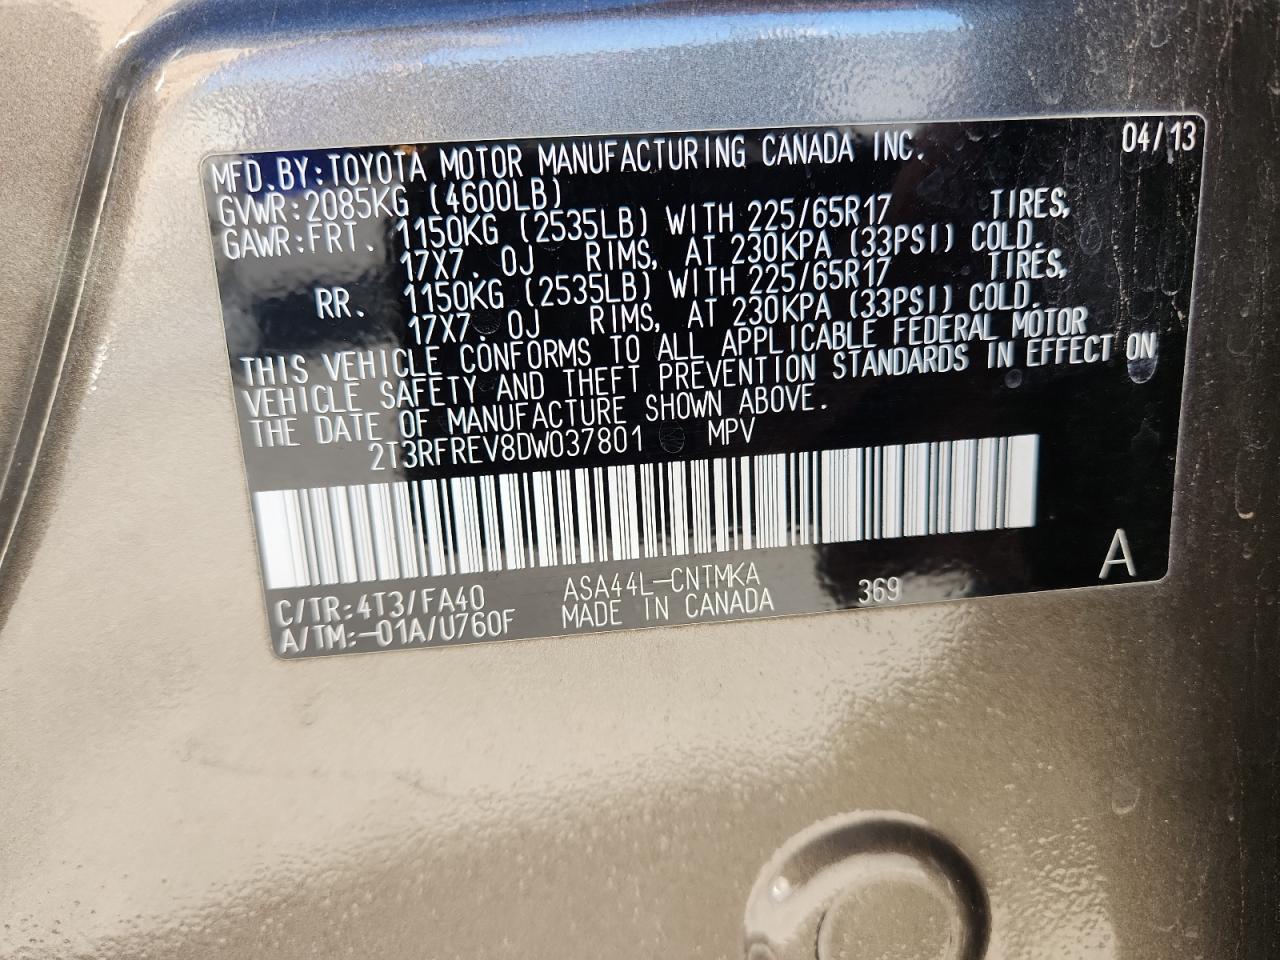 MFD.BY:TOYOTA MOTOR MANUFACTURING CANADA INC. 04/13
GVWR:2085KG (4600LB)
GAWR:FRT. 1150KG (2535LB) WITH 225/65R17 TIRES,
17X7.0J RIMS, AT 230KPA (33PSI) COLD.
RR. 1150KG (2535LB) WITH 225/65R17 TIRES,
17X7.0J RIMS, AT 230KPA (33PSI) COLD.
THIS VEHICLE CONFORMS TO ALL APPLICABLE FEDERAL MOTOR
VEHICLE SAFETY AND THEFT PREVENTION STANDARDS IN EFFECT ON
THE DATE OF MANUFACTURE SHOWN ABOVE.
2T3RFREV8DW037801 MPV
C/TR:4T3/FA40 ASA44L-CNTMKA 369 A
A/TM:-01A/U760F MADE IN CANADA